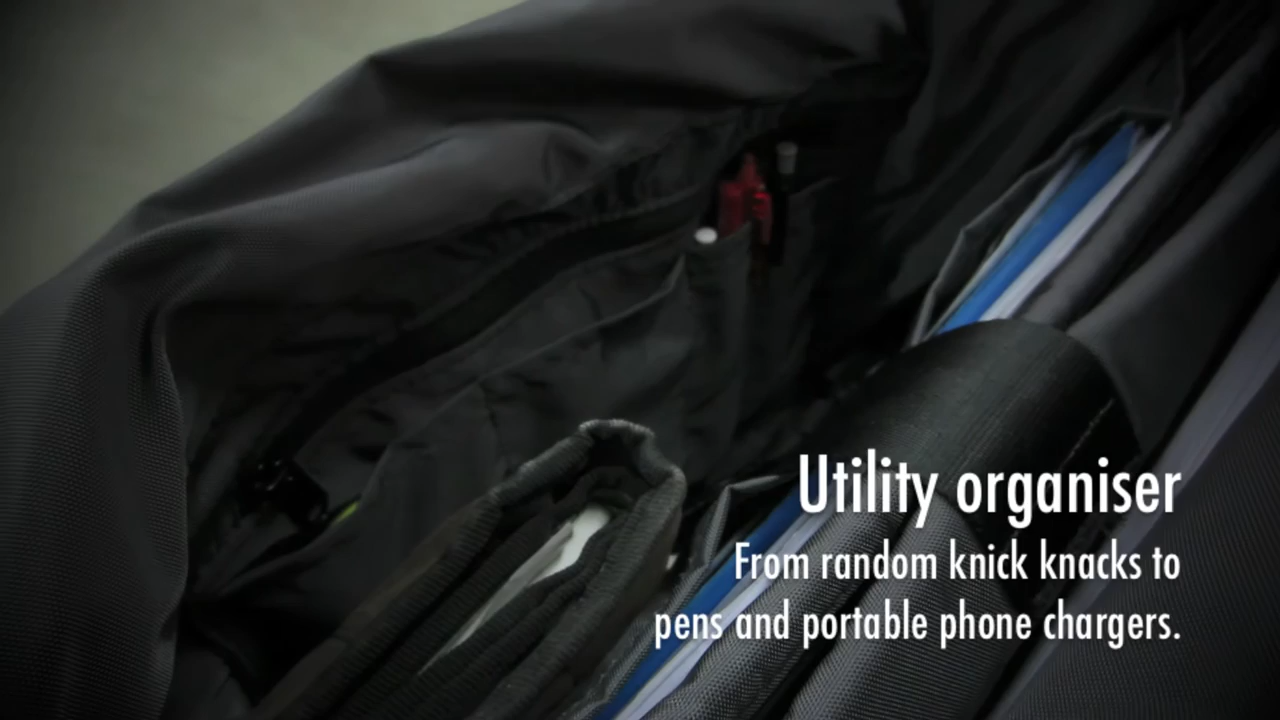 Utility organiser
From random knick knacks to
pens and portable phone chargers.